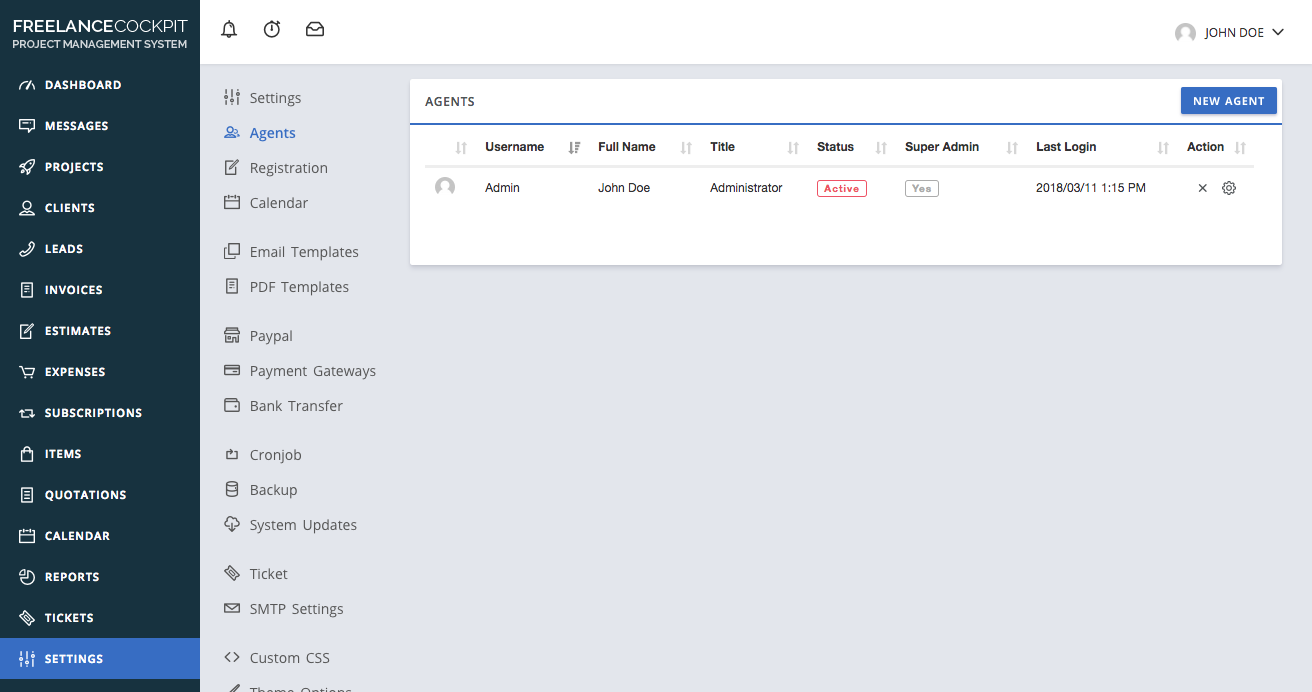 FREELANCECOCKPIT
PROJECT MANAGEMENT SYSTEM
DASHBOARD
MESSAGES
PROJECTS
CLIENTS
LEADS
INVOICES
ESTIMATES
EXPENSES
SUBSCRIPTIONS
ITEMS
QUOTATIONS
CALENDAR
REPORTS
TICKETS
SETTINGS
JOHN DOE
Settings
Agents
Registration
Calendar
Email Templates
PDF Templates
Paypal
Payment Gateways
Bank Transfer
Cronjob
Backup
System Updates
Ticket
SMTP Settings
Custom CSS
Theme Options
AGENTS
NEW AGENT
Username Full Name Title Status Super Admin Last Login Action
Admin John Doe Administrator Active Yes 2018/03/11 1:15 PM